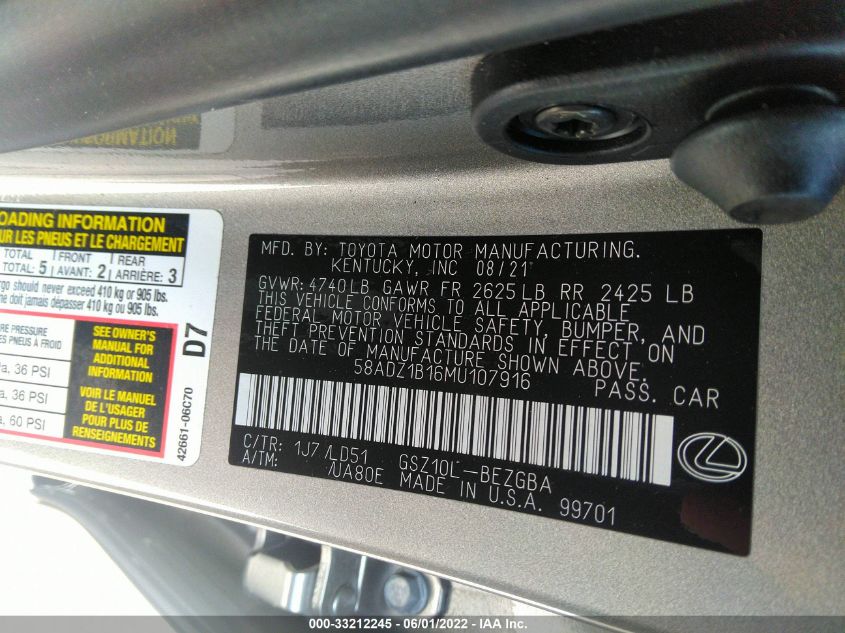 LOADING INFORMATION
UR LES PNEUS ET LE CHARGEMENT
TOTAL FRONT REAR
TOTAL: 5 AVANT: 2 ARRIÈRE: 3
rgo should never exceed 410 kg or 905 lbs.
ne doit jamais dépasser 410 kg ou 905 lbs.
PRESSURE
PNEUS À FROID
a, 36 PSI
a, 36 PSI
a, 60 PSI
SEE OWNER'S
MANUAL FOR
ADDITIONAL
INFORMATION
VOIR LE MANUEL
DE L'USAGER
POUR PLUS DE
RENSEIGNEMENTS
D7
42661-06C70
MFD. BY: TOYOTA MOTOR MANUFACTURING.
KENTUCKY, INC 08/21
GVWR: 4740LB GAWR FR 2625LB RR 2425 LB
THIS VEHICLE CONFORMS TO ALL APPLICABLE
FEDERAL MOTOR VEHICLE SAFETY, BUMPER, AND
THEFT PREVENTION STANDARDS IN EFFECT ON
THE DATE OF MANUFACTURE SHOWN ABOVE.
58ADZ1B16MU107916 PASS. CAR
C/TR: 1J7/LD51 GSZ10L-BEZGBA
A/TM: /UA80E MADE IN U.S.A. 99701
000-33212245 - 06/01/2022 - IAA Inc.